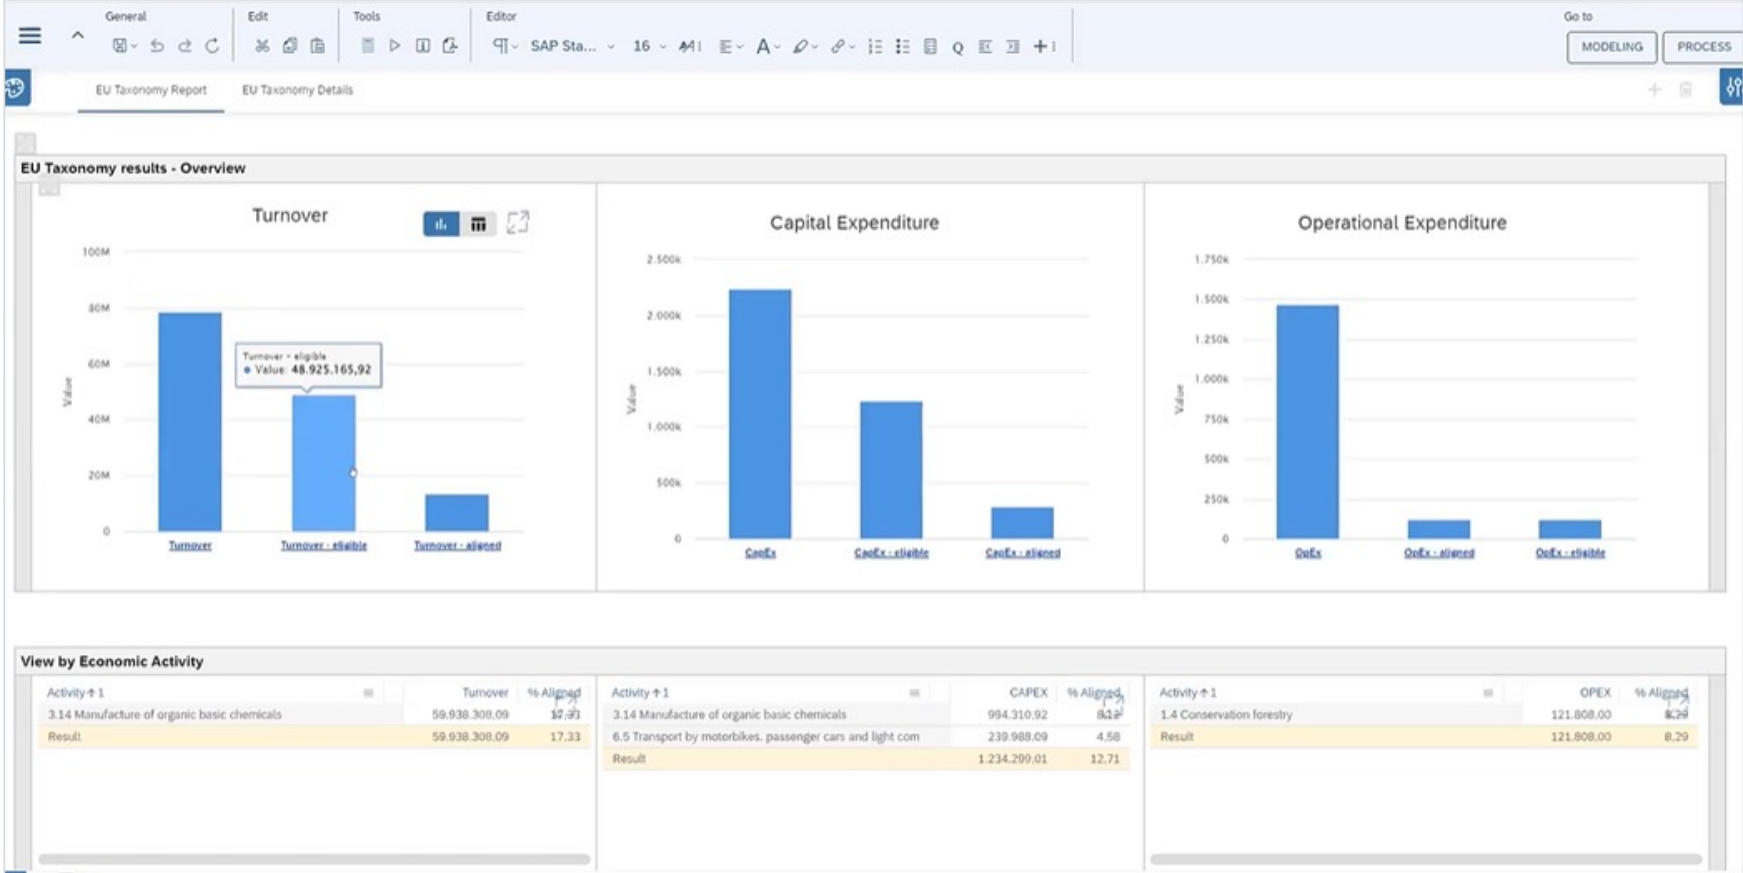 General Edit Tools Editor Go to
SAP Sta... 16 MODELING PROCESS
EU Taxonomy Report EU Taxonomy Details
EU Taxonomy results - Overview
Turnover
100M
80M
60M
40M
20M
0
Value
Turnover - eligible
Value: 48.925.165,92
Turnover Turnover - eligible Turnover - aligned
Capital Expenditure
2.500k
2.000k
1.500k
1.000k
500k
0
Value
CapEx CapEx - eligible CapEx - aligned
Operational Expenditure
1.750k
1.500k
1.250k
1.000k
750k
500k
250k
0
Value
OpEx OpEx - aligned OpEx - eligible
View by Economic Activity
Activity 1 Turnover % Aligned
3.14 Manufacture of organic basic chemicals 59.938.308,09
Result 59.938.308,09 17,33
Activity 1 CAPEX % Aligned
3.14 Manufacture of organic basic chemicals 994.310,92
6.5 Transport by motorbikes, passenger cars and light com 239.988,09 4,58
Result 1.234.299,01 12,71
Activity 1 OPEX % Aligned
1.4 Conservation forestry 121.808,00
Result 121.808,00 8,29